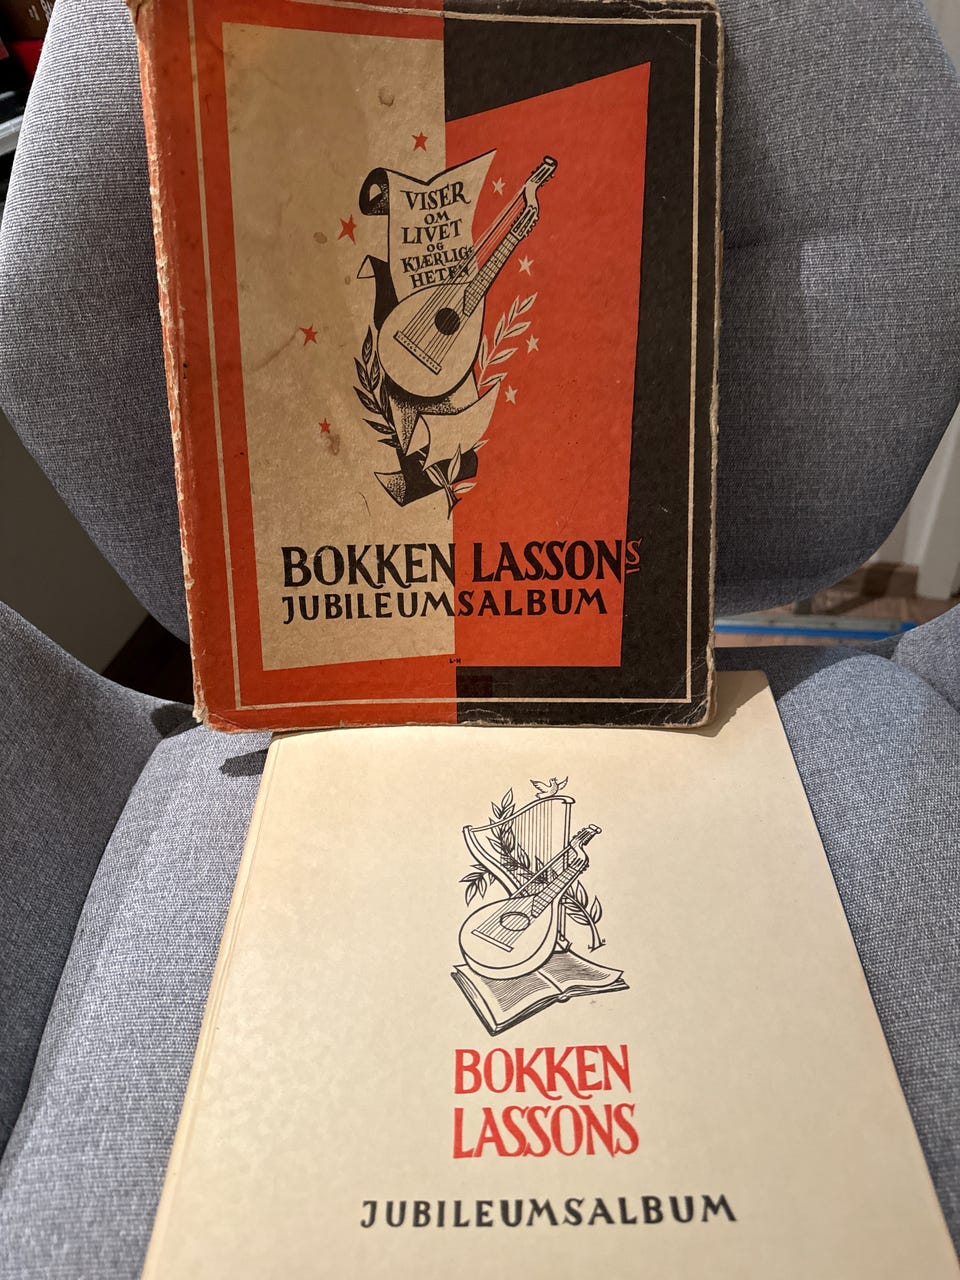 VISER
OM
LIVET
OG
KJÆRLIG-
HETEN
BOKKEN LASSONS
JUBILEUMSALBUM
L-H
BOKKEN
LASSONS
JUBILEUMSALBUM